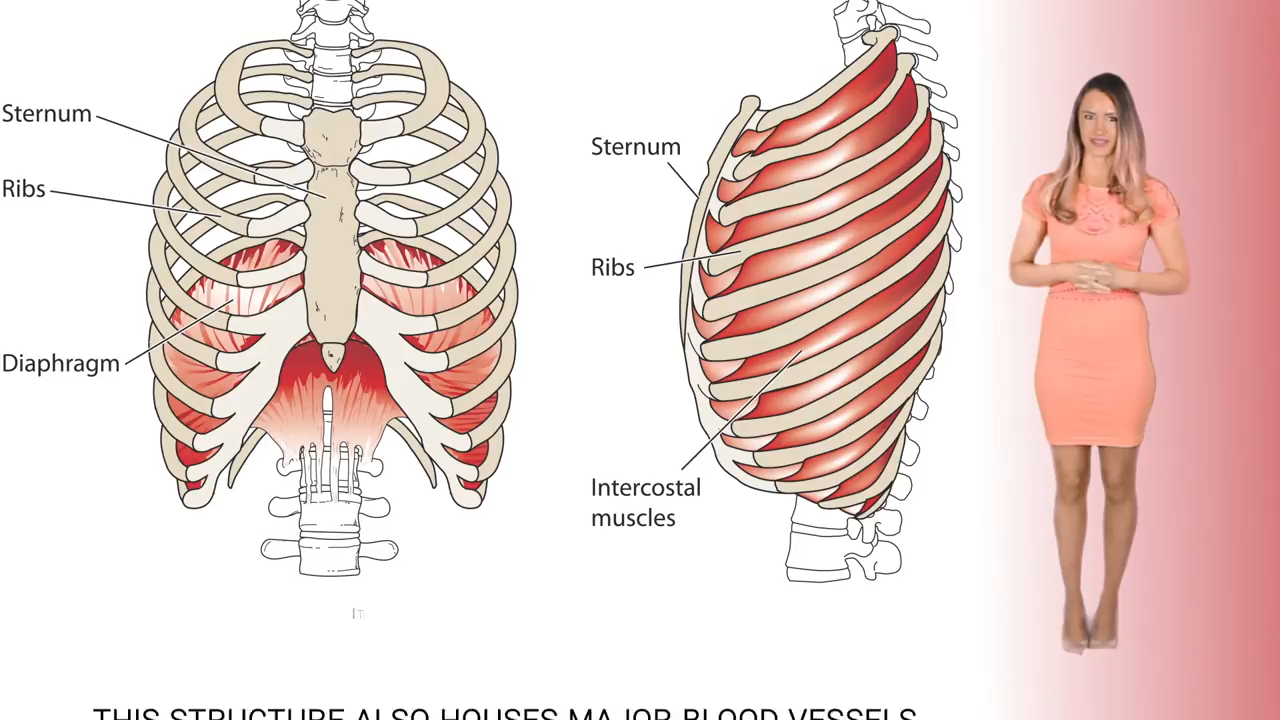 Sternum
Ribs
Diaphragm
Sternum
Ribs
Intercostal
muscles
THIS STRUCTURE ALSO HOUSES MAJOR BLOOD VESSELS